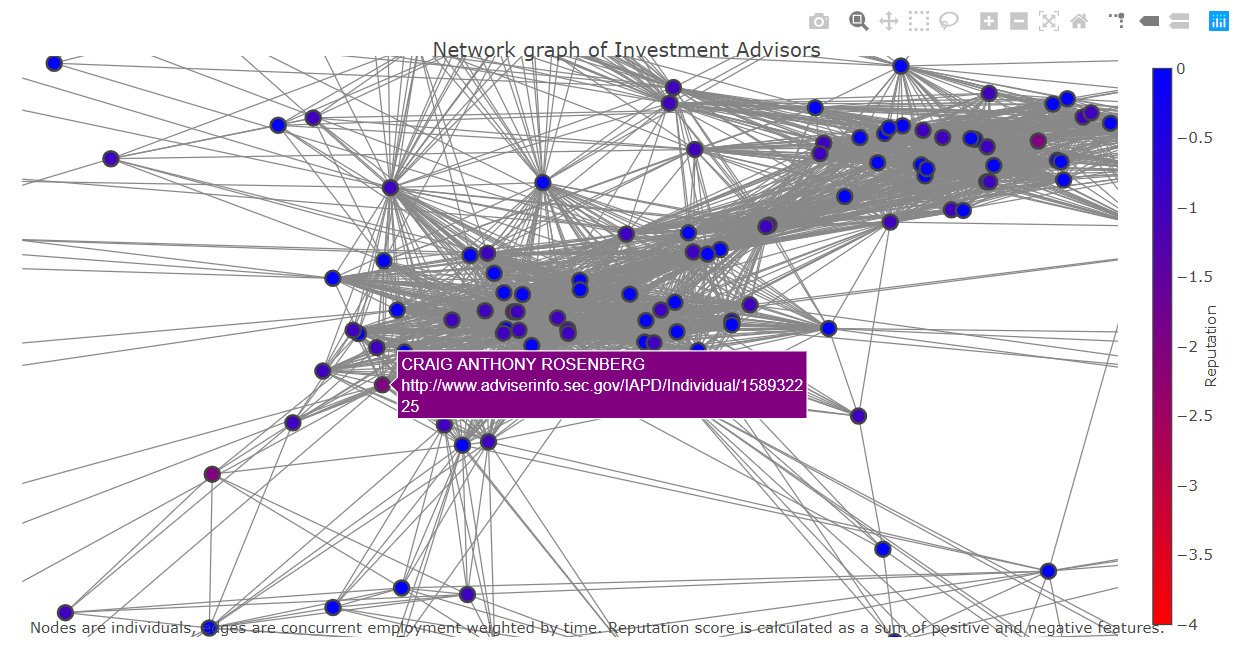 Network graph of Investment Advisors
0
−0.5
−1
−1.5
−2
−2.5
−3
−3.5
−4
Reputation
CRAIG ANTHONY ROSENBERG
http://www.adviserinfo.sec.gov/IAPD/Individual/1589322
25
Nodes are individuals, edges are concurrent employment weighted by time. Reputation score is calculated as a sum of positive and negative features.